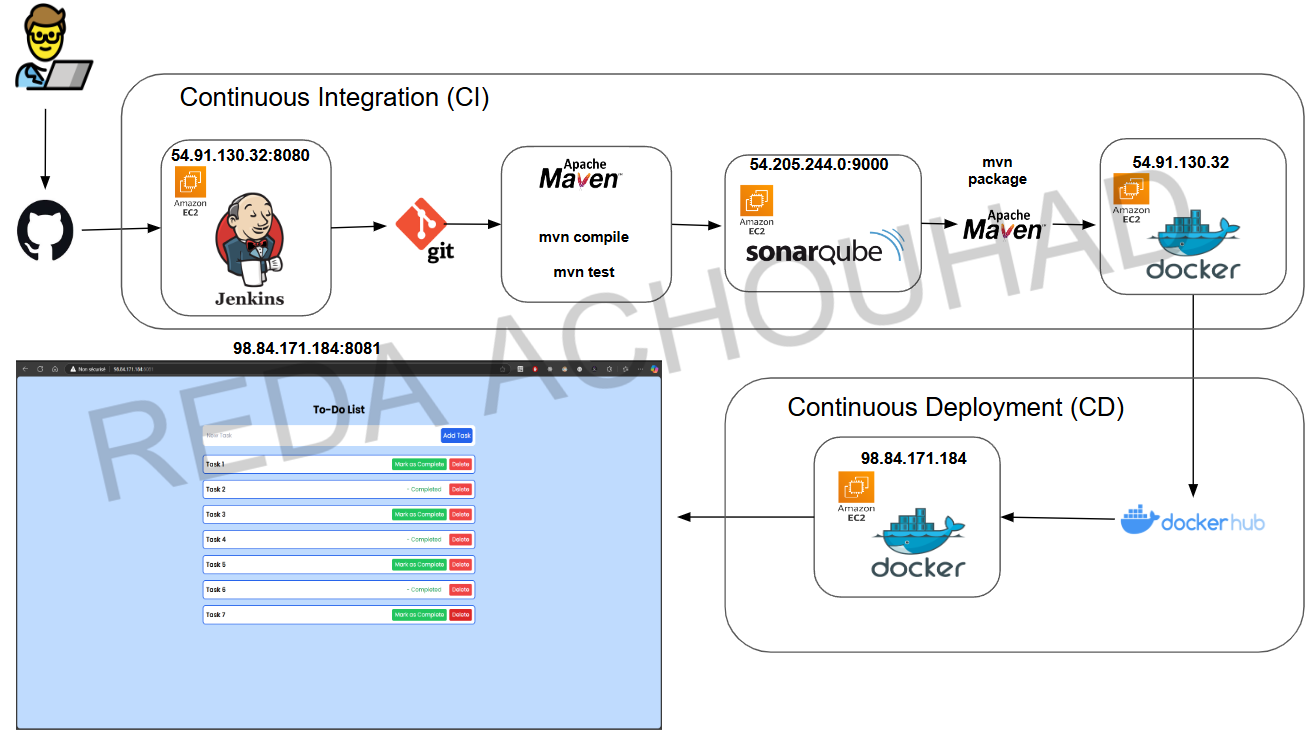 Continuous Integration (CI)
54.91.130.32:8080
Amazon
EC2
Jenkins
git
Apache
Maven™
mvn compile
mvn test
54.205.244.0:9000
Amazon
EC2
sonarqube
mvn
package
Apache
Maven™
54.91.130.32
Amazon
EC2
docker
REDA ACHOUHAD
98.84.171.184:8081
Non sécurisé 98.84.171.184:8081
To-Do List
New Task
Add Task
Task 1 Mark as Complete Delete
Task 2 - Completed Delete
Task 3 Mark as Complete Delete
Task 4 - Completed Delete
Task 5 Mark as Complete Delete
Task 6 - Completed Delete
Task 7 Mark as Complete Delete
Continuous Deployment (CD)
98.84.171.184
Amazon
EC2
docker
dockerhub